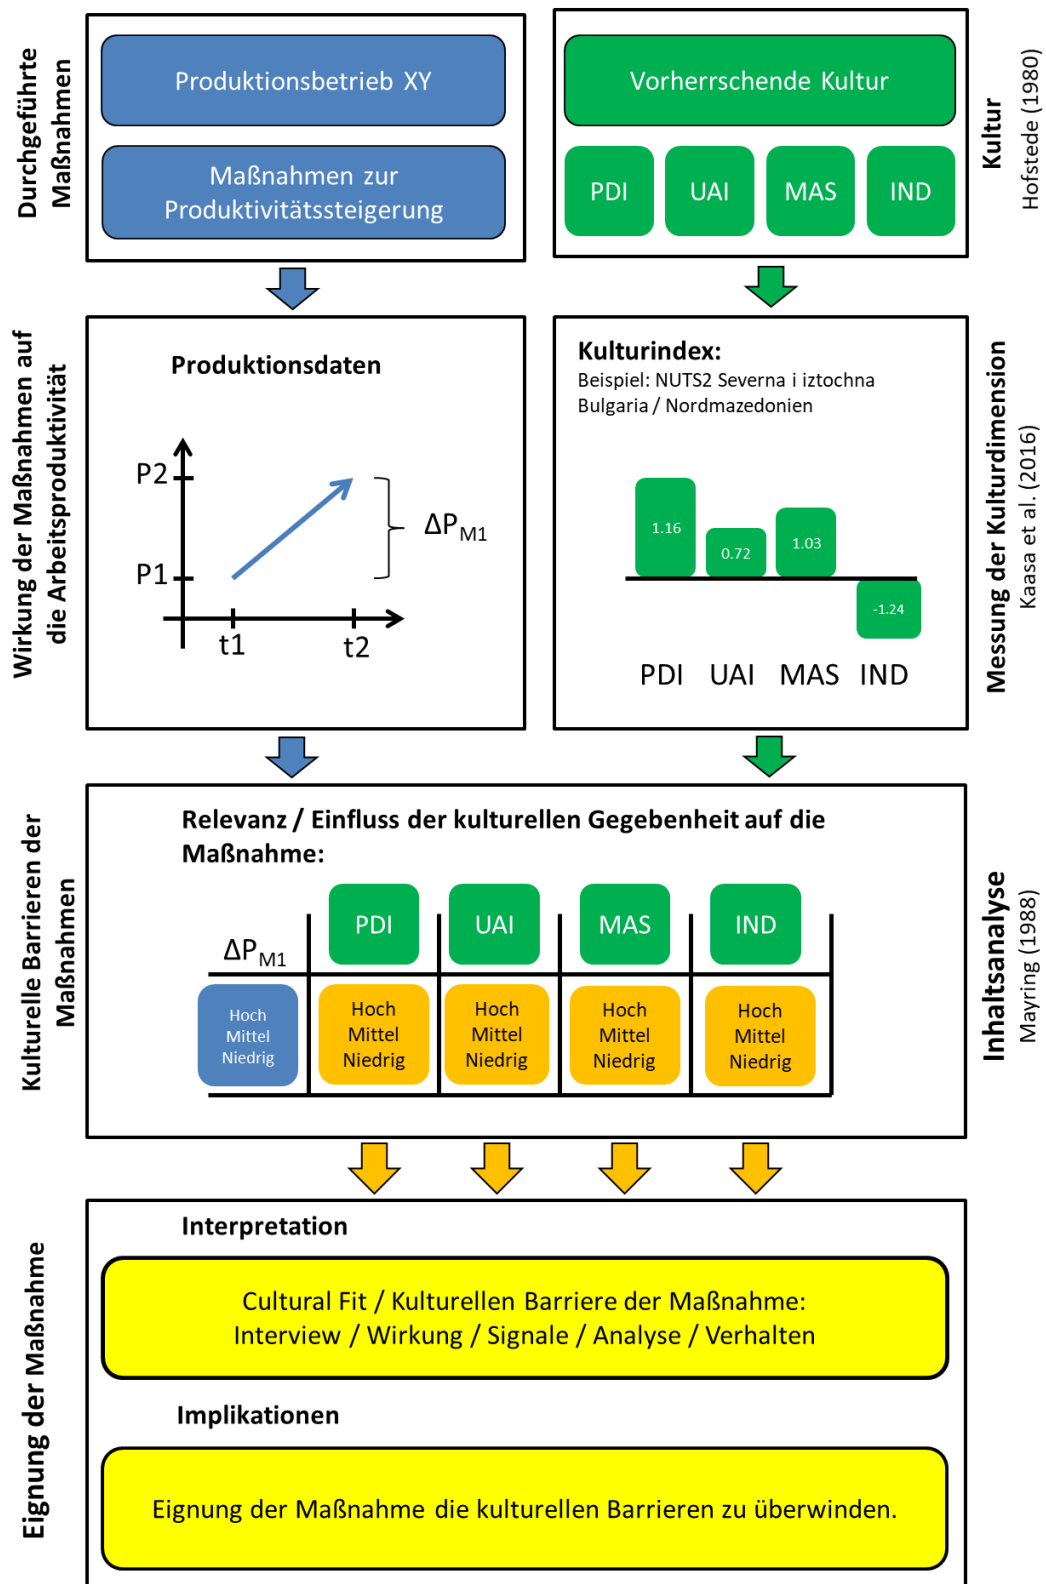 Durchgeführte
Maßnahmen
Produktionsbetrieb XY
Maßnahmen zur
Produktivitätssteigerung
Vorherrschende Kultur
PDI
UAI
MAS
IND
Kultur
Hofstede (1980)
Wirkung der Maßnahmen auf
die Arbeitsproduktivität
Produktionsdaten
P2
P1
ΔPM1
t1
t2
Kulturindex:
Beispiel: NUTS2 Severna i iztochna
Bulgaria / Nordmazedonien
1.16
0.72
1.03
-1.24
PDI
UAI
MAS
IND
Messung der Kulturdimension
Kaasa et al. (2016)
Kulturelle Barrieren der
Maßnahmen
Relevanz / Einfluss der kulturellen Gegebenheit auf die
Maßnahme:
ΔPM1
PDI
UAI
MAS
IND
Hoch
Mittel
Niedrig
Hoch
Mittel
Niedrig
Hoch
Mittel
Niedrig
Hoch
Mittel
Niedrig
Hoch
Mittel
Niedrig
Inhaltsanalyse
Mayring (1988)
Eignung der Maßnahme
Interpretation
Cultural Fit / Kulturellen Barriere der Maßnahme:
Interview / Wirkung / Signale / Analyse / Verhalten
Implikationen
Eignung der Maßnahme die kulturellen Barrieren zu überwinden.